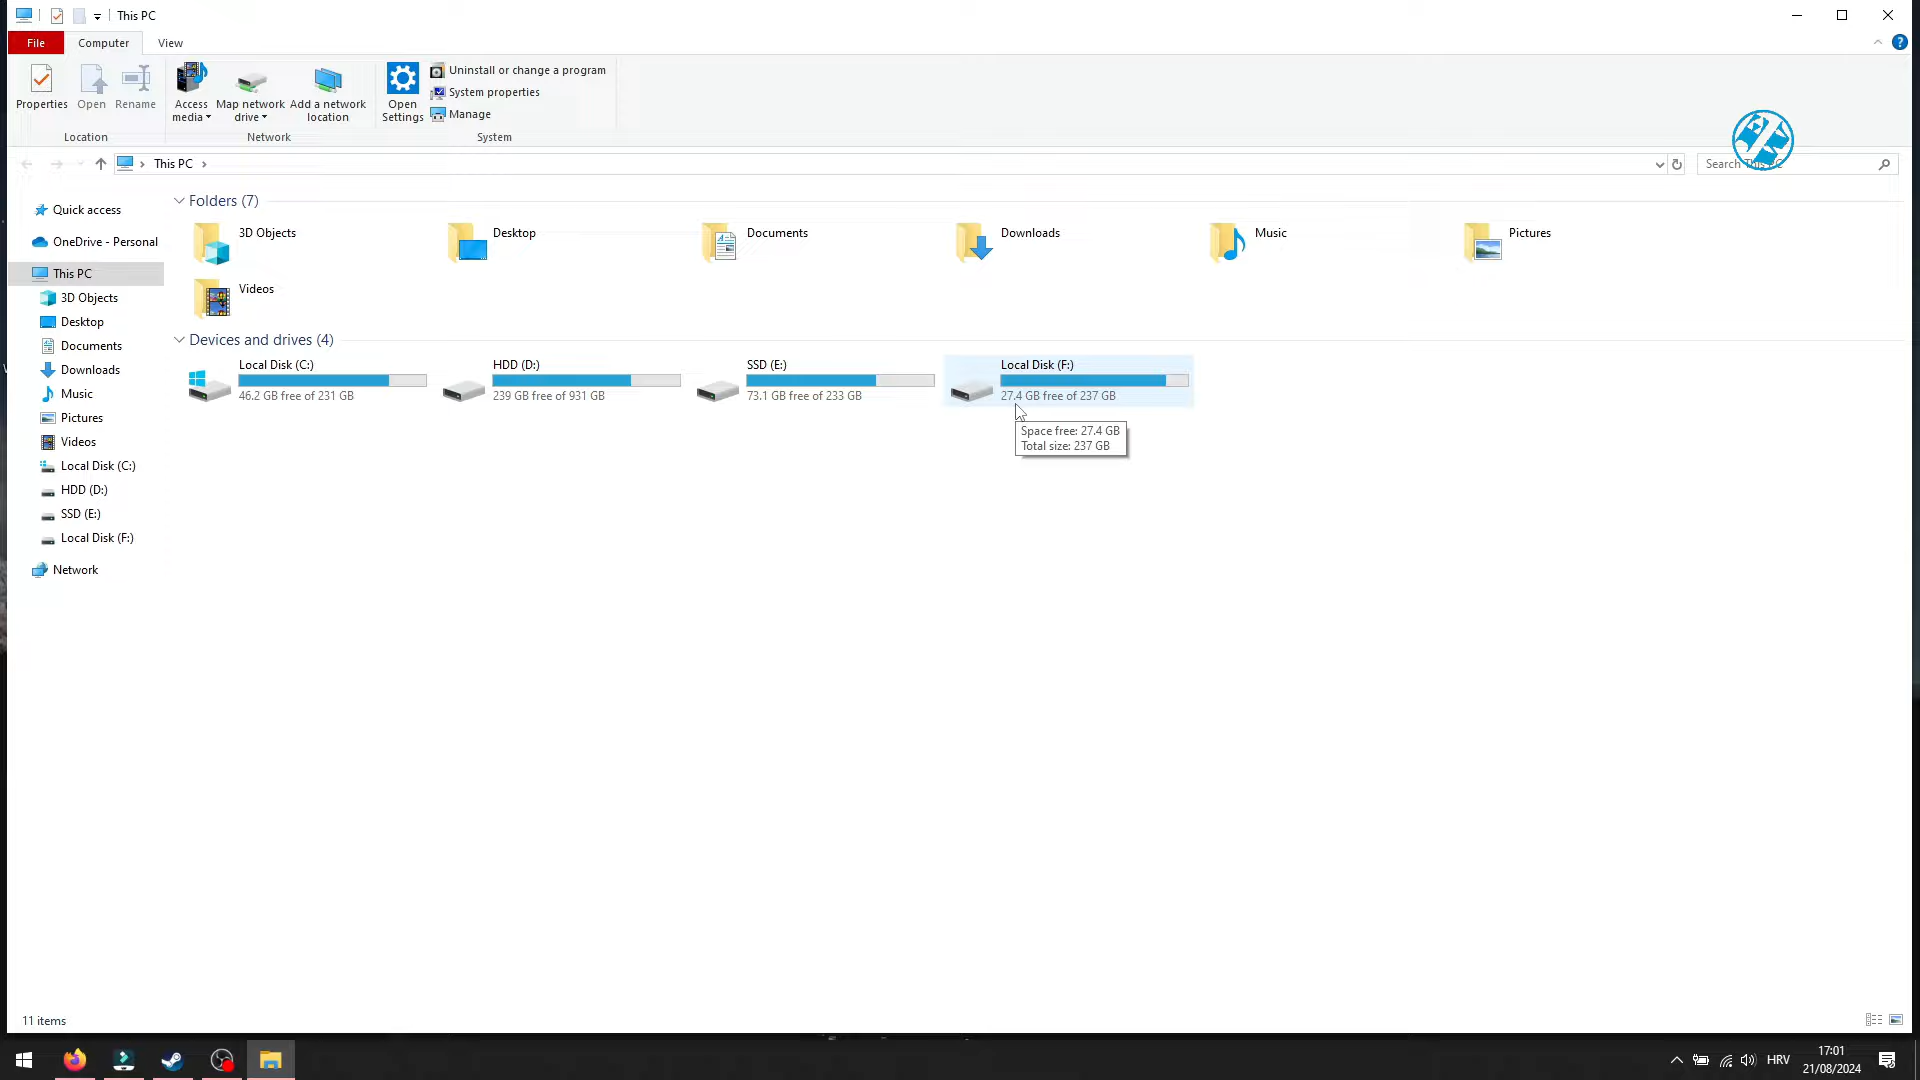 This PC
File
Computer
View
Properties
Open
Rename
Access
media
Map network
drive
Add a network
location
Open
Settings
Uninstall or change a program
System properties
Manage
Location
Network
System
This PC
Search
Quick access
OneDrive - Personal
This PC
3D Objects
Desktop
Documents
Downloads
Music
Pictures
Videos
Local Disk (C:)
HDD (D:)
SSD (E:)
Local Disk (F:)
Network
Folders (7)
3D Objects
Desktop
Documents
Downloads
Music
Pictures
Videos
Devices and drives (4)
Local Disk (C:)
46.2 GB free of 231 GB
HDD (D:)
239 GB free of 931 GB
SSD (E:)
73.1 GB free of 233 GB
Local Disk (F:)
27.4 GB free of 237 GB
Space free: 27.4 GB
Total size: 237 GB
11 items
HRV
17:01
21/08/2024